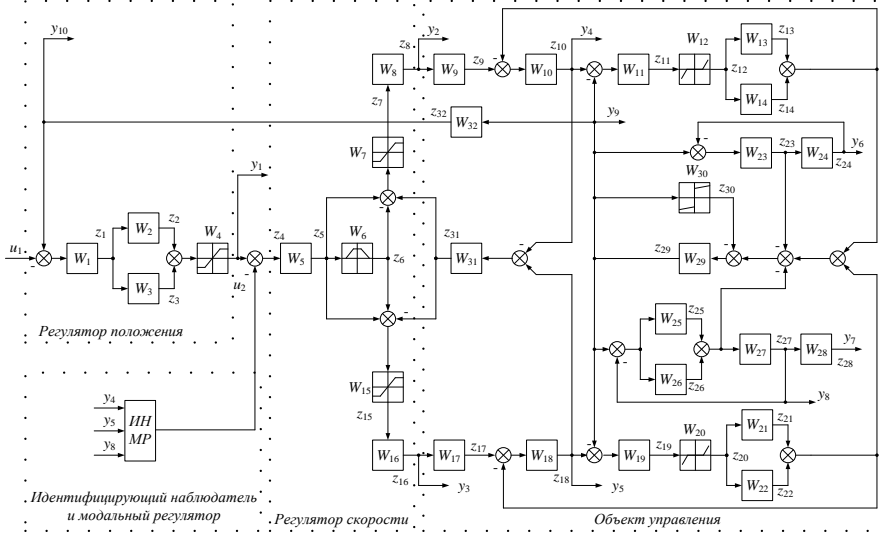 y10
z8
y2
z10
y4
W12
z13
W13
W8
W9
z9
W10
W11
z11
z12
W14
z14
z7
z32
W32
y9
W7
W23
z23
W24
y6
z24
W30
z30
y1
u1
z1
z2
W2
W4
z4
z5
W6
z31
W1
W3
z3
u2
W5
z6
W31
z29
W29
Регулятор положения
W25
z25
W26
z26
W27
z27
W28
y7
z28
y8
W15
z15
y4
y5
y8
ИН
МР
W20
W21
z21
W16
W17
z17
W18
W19
z19
z20
W22
z22
z16
y3
z18
y5
Идентифицирующий наблюдатель
и модальный регулятор
Регулятор скорости
Объект управления